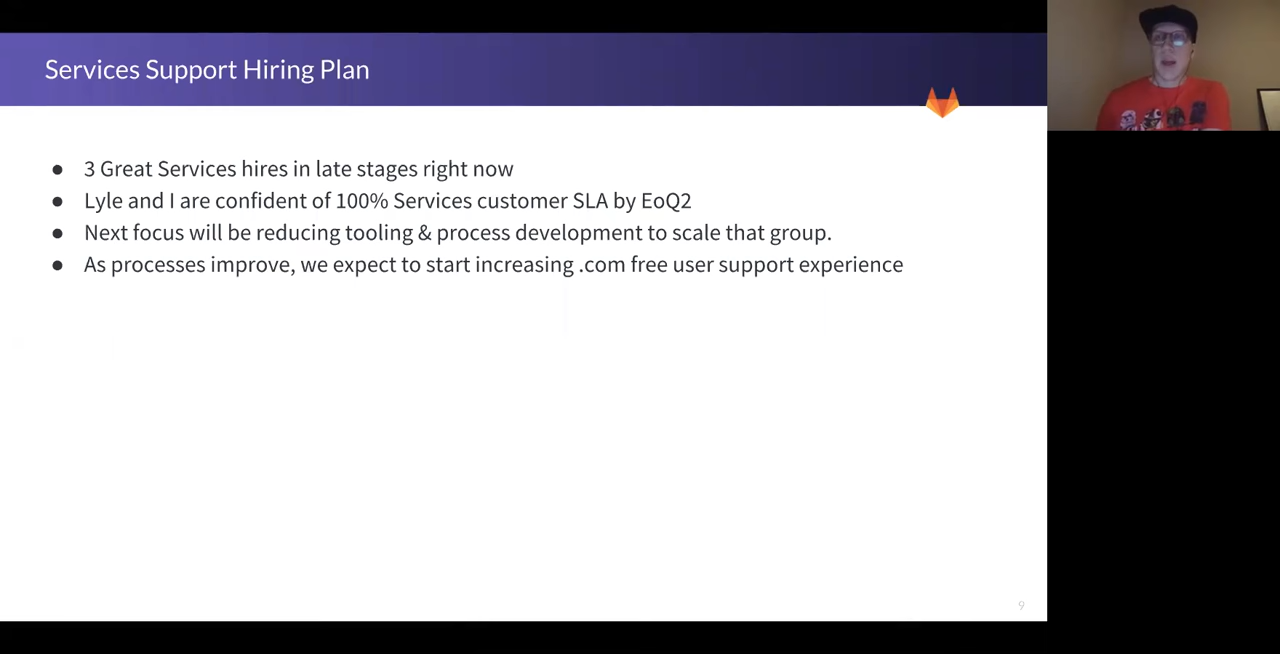 Services Support Hiring Plan
● 3 Great Services hires in late stages right now
● Lyle and I are confident of 100% Services customer SLA by EoQ2
● Next focus will be reducing tooling & process development to scale that group.
● As processes improve, we expect to start increasing .com free user support experience
9